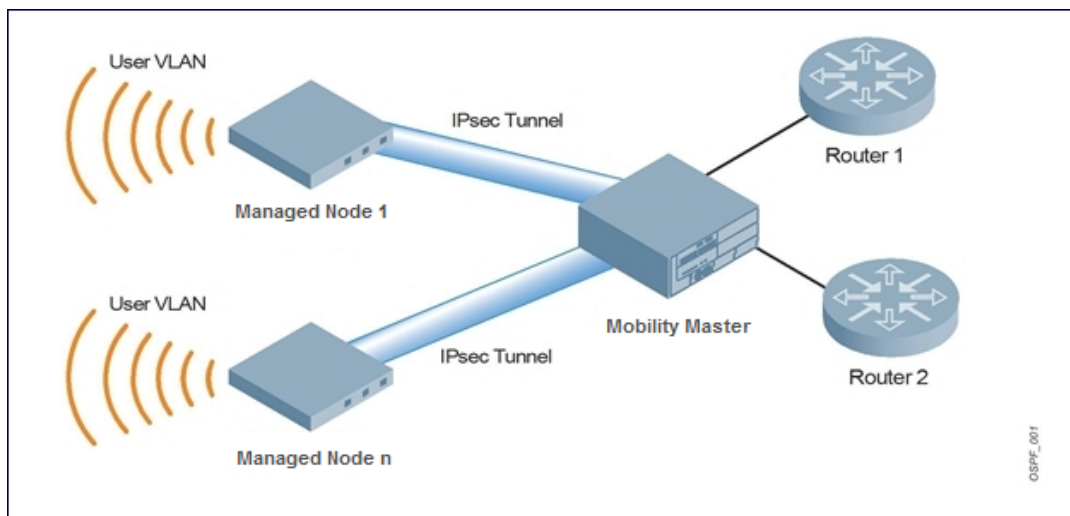 User VLAN
IPsec Tunnel
Router 1
Managed Node 1
User VLAN
Mobility Master
IPsec Tunnel
Router 2
Managed Node n
OSPF_001